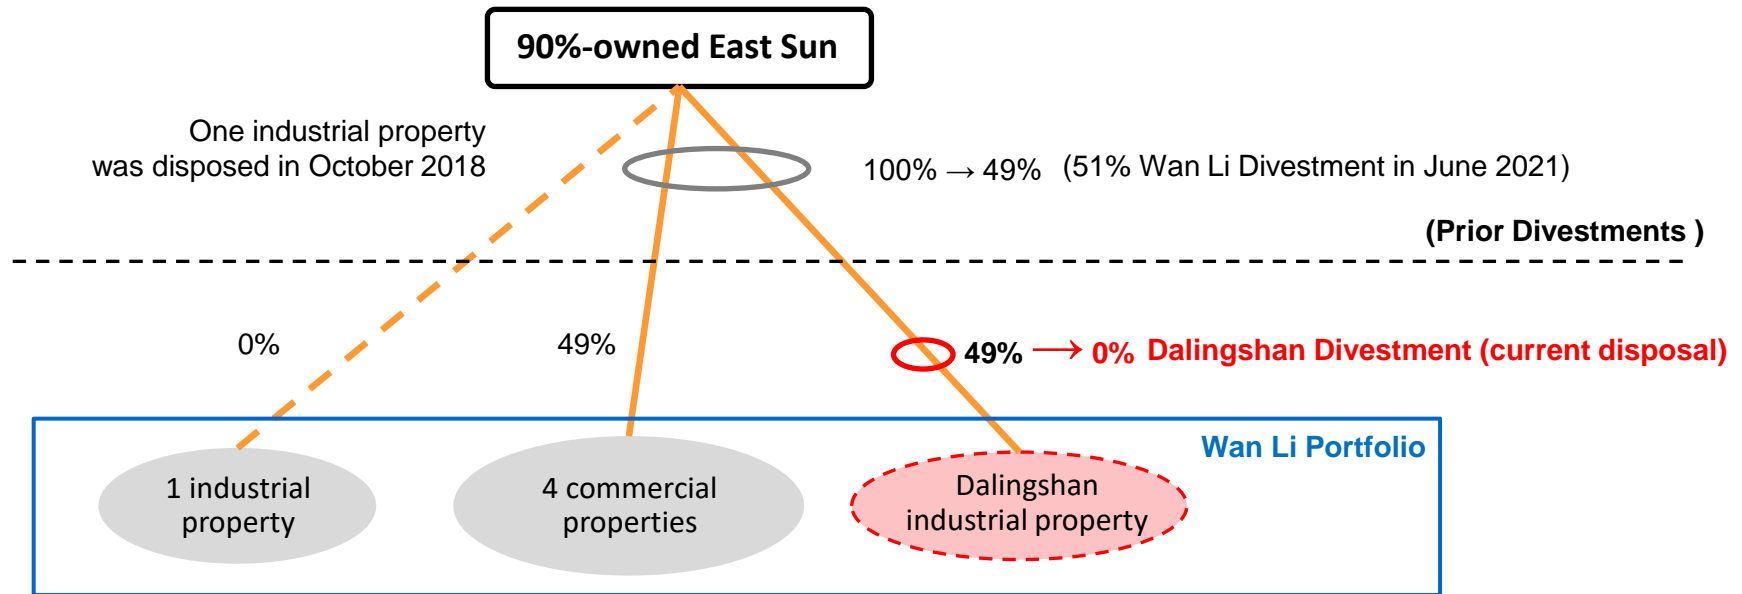 90%-owned East Sun
One industrial property
was disposed in October 2018
100% → 49% (51% Wan Li Divestment in June 2021)
(Prior Divestments )
0%
49%
49% → 0% Dalingshan Divestment (current disposal)
Wan Li Portfolio
1 industrial
property
4 commercial
properties
Dalingshan
industrial property